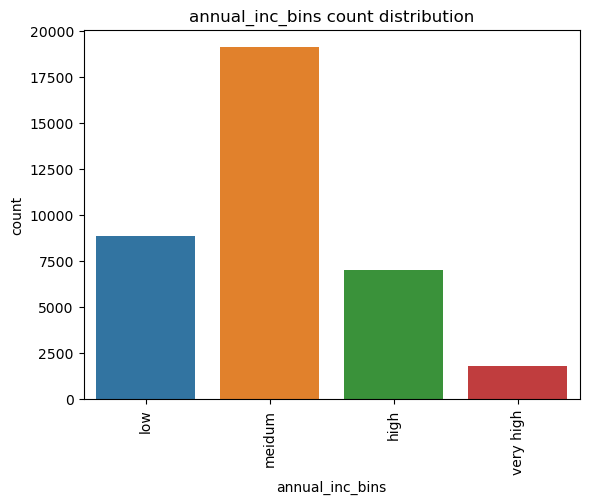 annual_inc_bins count distribution
20000
17500
15000
12500
10000
7500
5000
2500
0
count
low
meidum
high
very high
annual_inc_bins